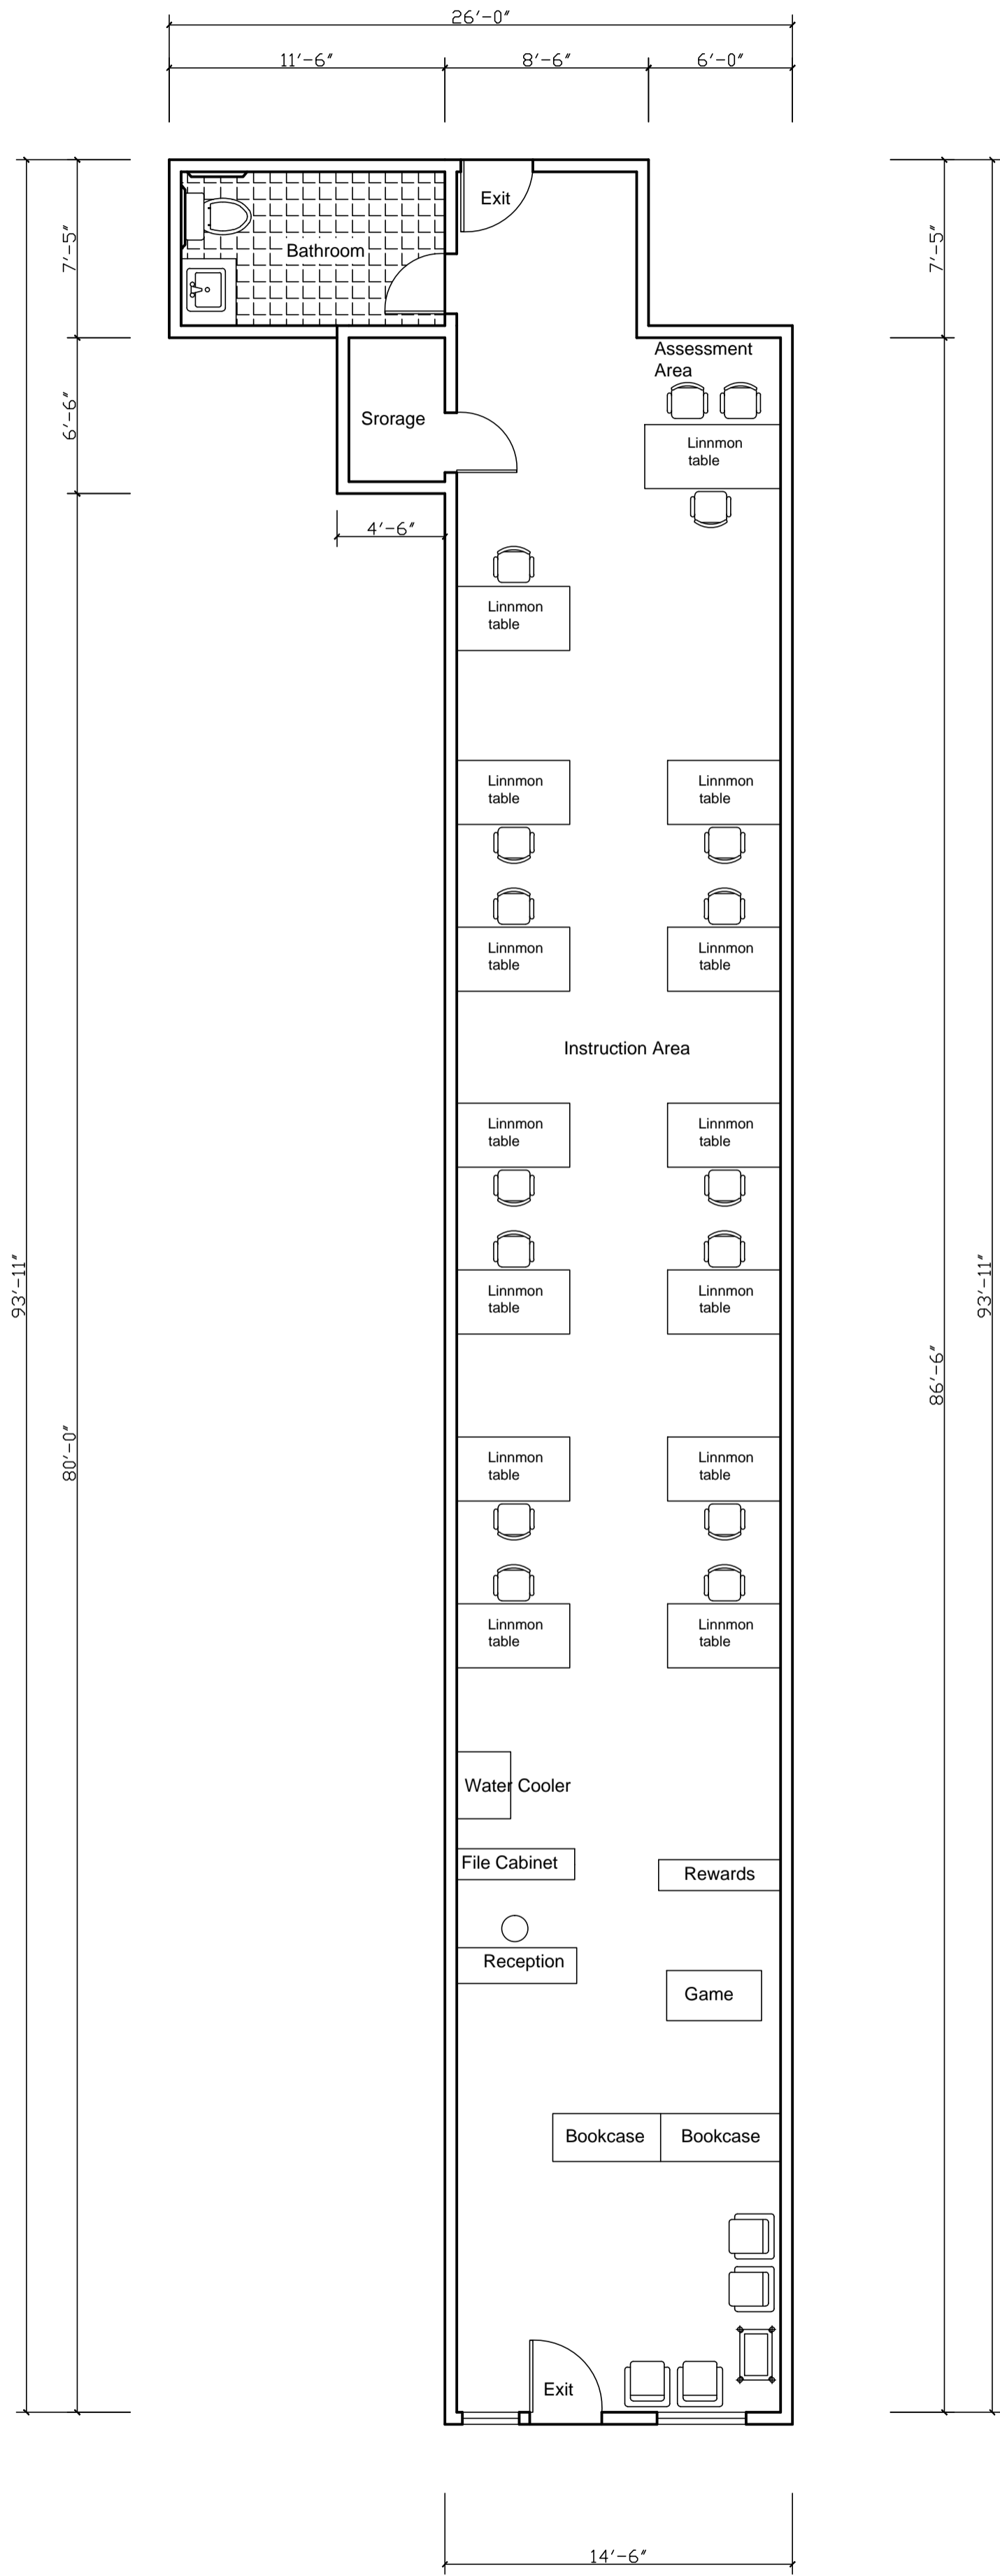 26'-0"
11'-6"
8'-6"
6'-0"
Exit
7'-5"
Bathroom
7'-5"
Assessment
Area
6'-6"
Srorage
Linnmon
table
4'-6"
Linnmon
table
Linnmon
table
Linnmon
table
Linnmon
table
Linnmon
table
Instruction Area
Linnmon
table
Linnmon
table
93'-11"
93'-11"
Linnmon
table
Linnmon
table
86'-6"
80'-0"
Linnmon
table
Linnmon
table
Linnmon
table
Linnmon
table
Water Cooler
File Cabinet
Rewards
Reception
Game
Bookcase
Bookcase
Exit
14'-6"